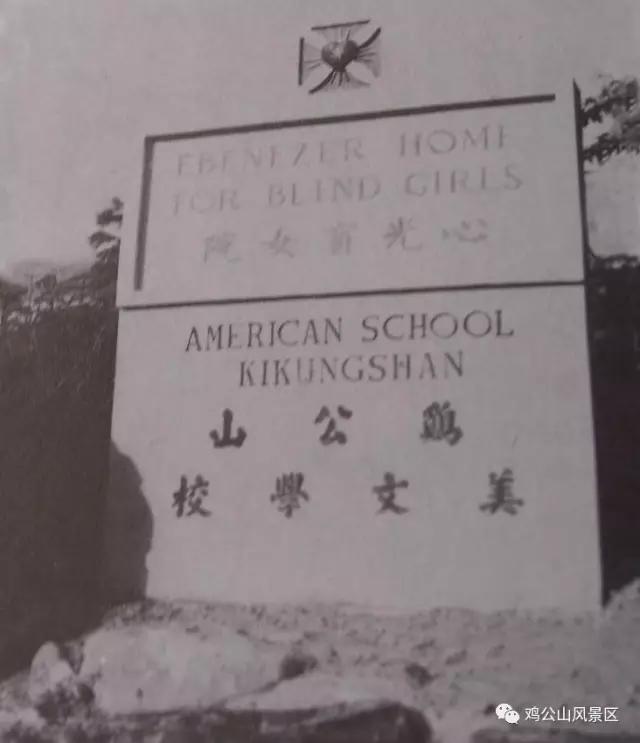 EBENEZER HOME
FOR BLIND GIRLS
心光盲女院
AMERICAN SCHOOL
KIKUNGSHAN
鷄公山
美文學校
鸡公山风景区